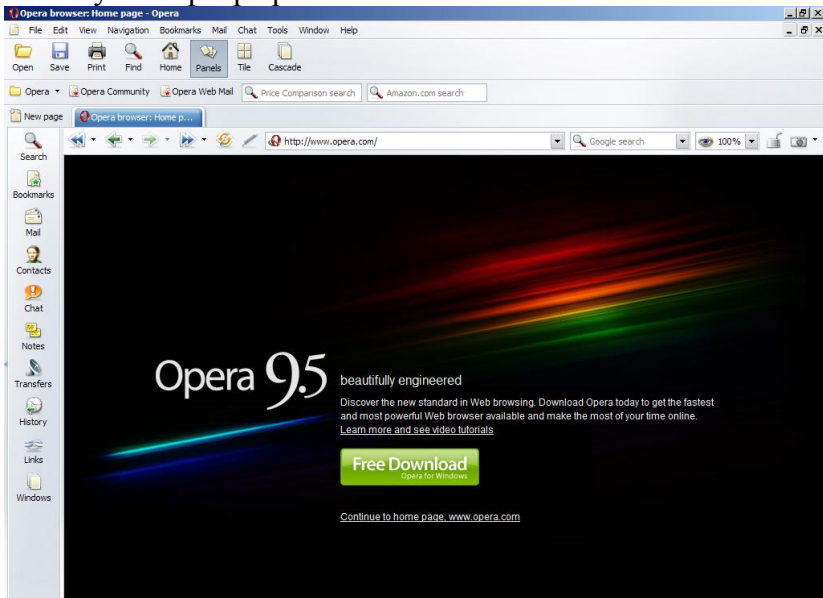 Opera browser: Home page - Opera
File Edit View Navigation Bookmarks Mail Chat Tools Window Help
Open Save Print Find Home Panels Tile Cascade
Opera Opera Community Opera Web Mail Price Comparison search Amazon.com search
New page Opera browser: Home p...
http://www.opera.com/ Google search 100%
Search
Bookmarks
Mail
Contacts
Chat
Notes
Transfers
History
Links
Windows
Opera 9.5
beautifully engineered
Discover the new standard in Web browsing. Download Opera today to get the fastest
and most powerful Web browser available and make the most of your time online.
Learn more and see video tutorials
Free Download
Opera for Windows
Continue to home page, www.opera.com